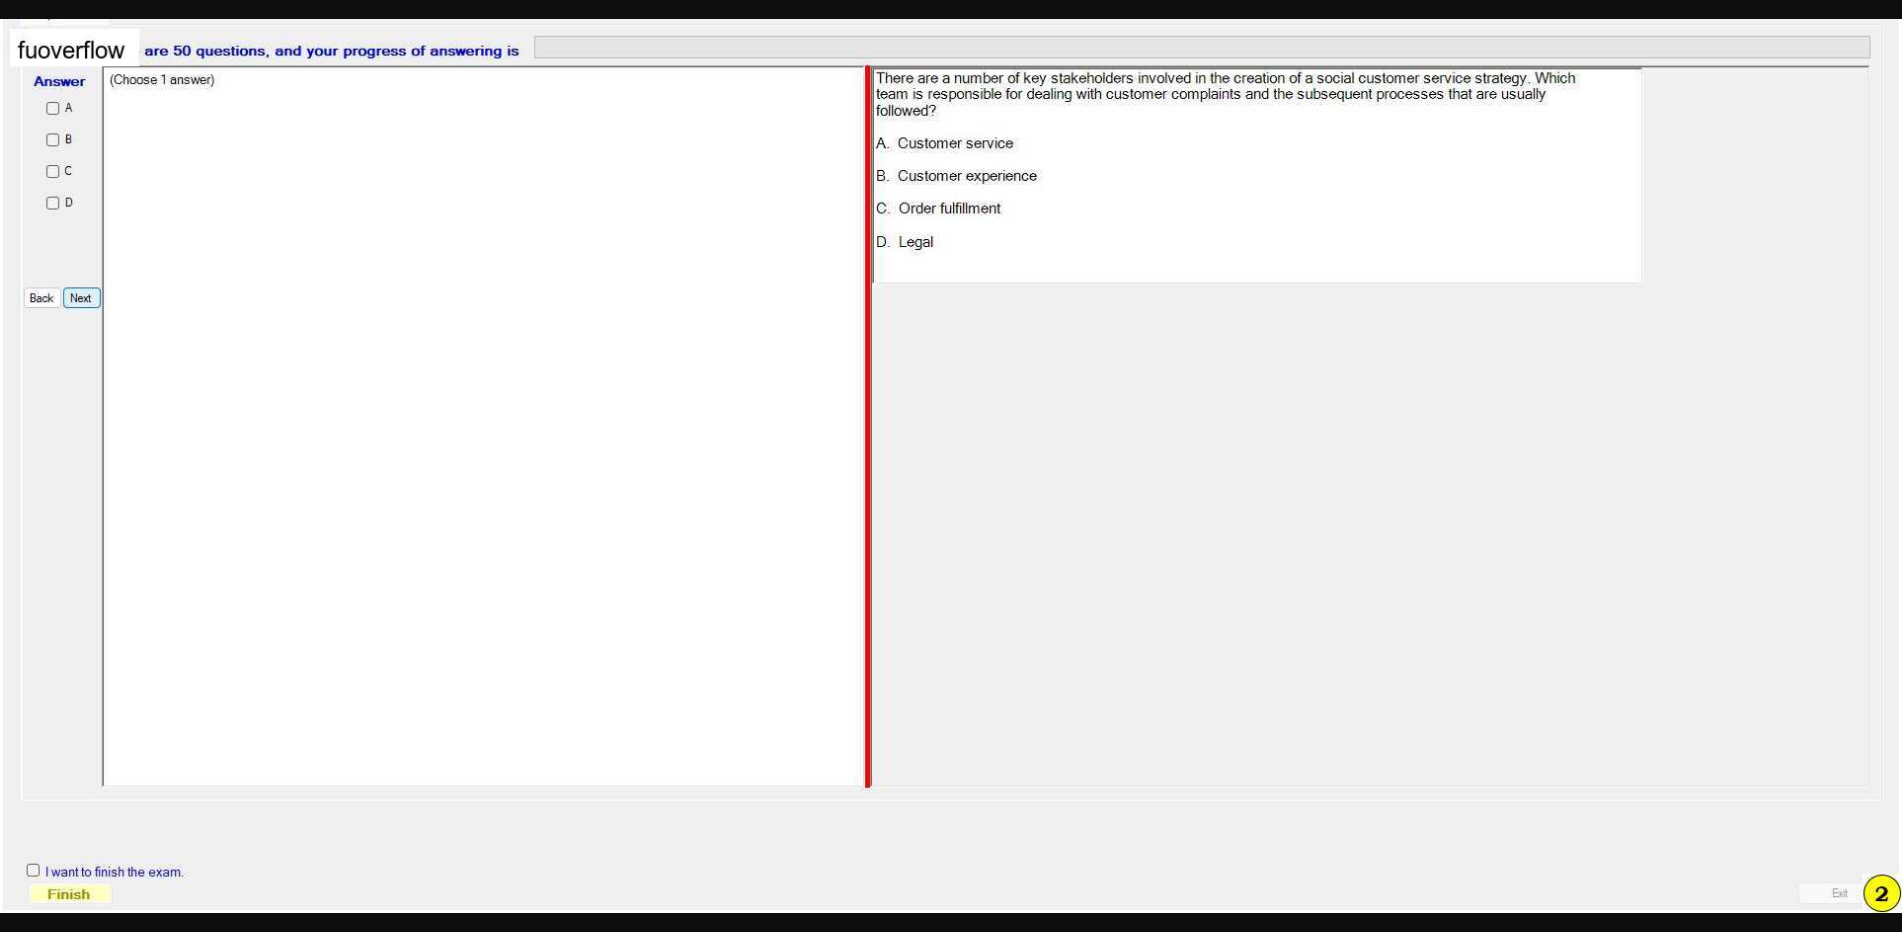 fuoverflow are 50 questions, and your progress of answering is
Answer
(Choose 1 answer)
A
B
C
D
Back Next
There are a number of key stakeholders involved in the creation of a social customer service strategy. Which
team is responsible for dealing with customer complaints and the subsequent processes that are usually
followed?
A. Customer service
B. Customer experience
C. Order fulfillment
D. Legal
I want to finish the exam.
Finish
Exit
2